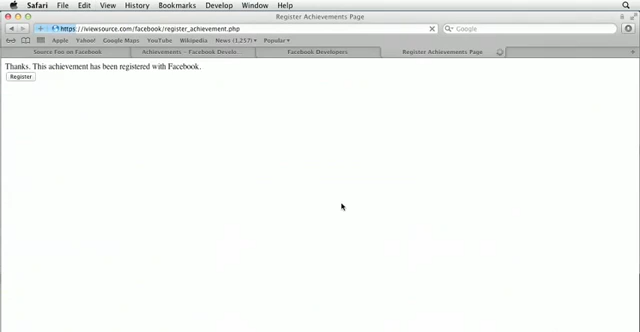 Safari File Edit View History Bookmarks Develop Window Help
Register Achievements Page
https://iviewsource.com/facebook/register_achievement.php Google
Apple Yahoo! Google Maps YouTube Wikipedia News (1,257) Popular
Source Foo on Facebook Achievements – Facebook Develo... Facebook Developers Register Achievements Page
Thanks. This achievement has been registered with Facebook.
Register